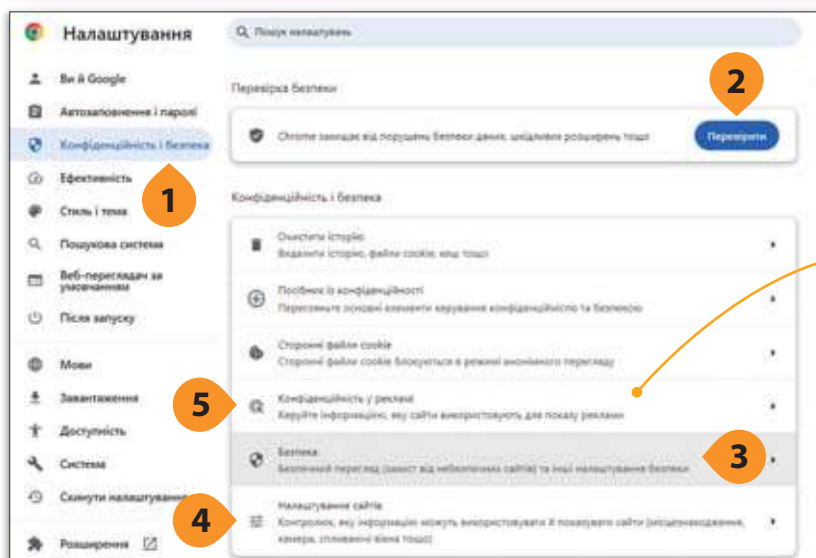 Налаштування
Пошук налаштувань
Ви й Google
Автозаповнення і паролі
Конфіденційність і безпека
Ефективність
Стиль і тема
Пошукова система
Веб-переглядач за
умовчанням
Після запуску
Мови
Завантаження
Доступність
Система
Скинути налаштування
Розширення
Перевірка безпеки
2
Chrome захищає від порушень безпеки даних, шкідливих розширень тощо
Перевірити
1
Конфіденційність і безпека
Очистити історію
Видалити історію, файли cookie, кеш тощо
Посібник із конфіденційності
Перегляньте основні елементи керування конфіденційністю та безпекою
Сторонні файли cookie
Сторонні файли cookie блокуються в режимі анонімного перегляду
5
Конфіденційність у рекламі
Керуйте інформацією, яку сайти використовують для показу реклами
Безпека
Безпечний перегляд (захист від небезпечних сайтів) та інші налаштування безпеки
3
4
Налаштування сайтів
Контролює, яку інформацію можуть використовувати й показувати сайти (місцезнаходження,
камера, спливаючі вікна тощо)